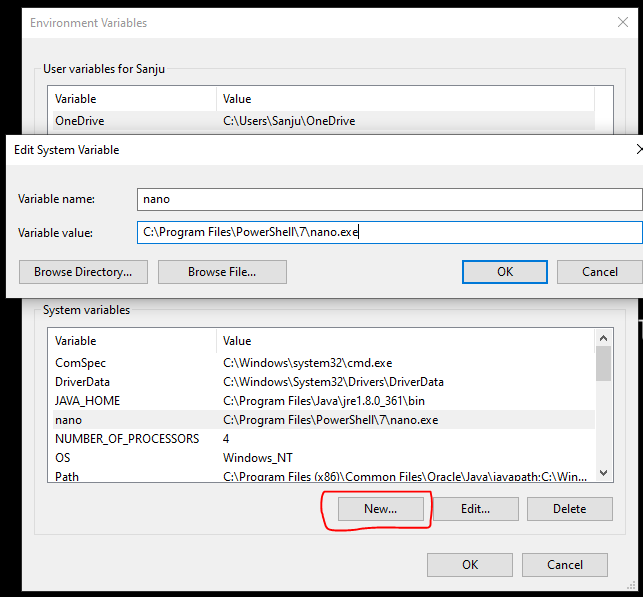 Environment Variables
User variables for Sanju
Variable Value
OneDrive C:\Users\Sanju\OneDrive
Edit System Variable
Variable name: nano
Variable value: C:\Program Files\PowerShell\7\nano.exe
Browse Directory... Browse File... OK Cancel
System variables
Variable Value
ComSpec C:\Windows\system32\cmd.exe
DriverData C:\Windows\System32\Drivers\DriverData
JAVA_HOME C:\Program Files\Java\jre1.8.0_361\bin
nano C:\Program Files\PowerShell\7\nano.exe
NUMBER_OF_PROCESSORS 4
OS Windows_NT
Path C:\Program Files (x86)\Common Files\Oracle\Java\javapath;C:\Win...
New... Edit... Delete
OK Cancel